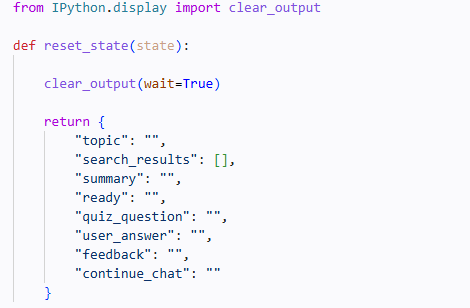 from IPython.display import clear_output
def reset_state(state):
    clear_output(wait=True)
    return {
        "topic": "",
        "search_results": [],
        "summary": "",
        "ready": "",
        "quiz_question": "",
        "user_answer": "",
        "feedback": "",
        "continue_chat": ""
    }